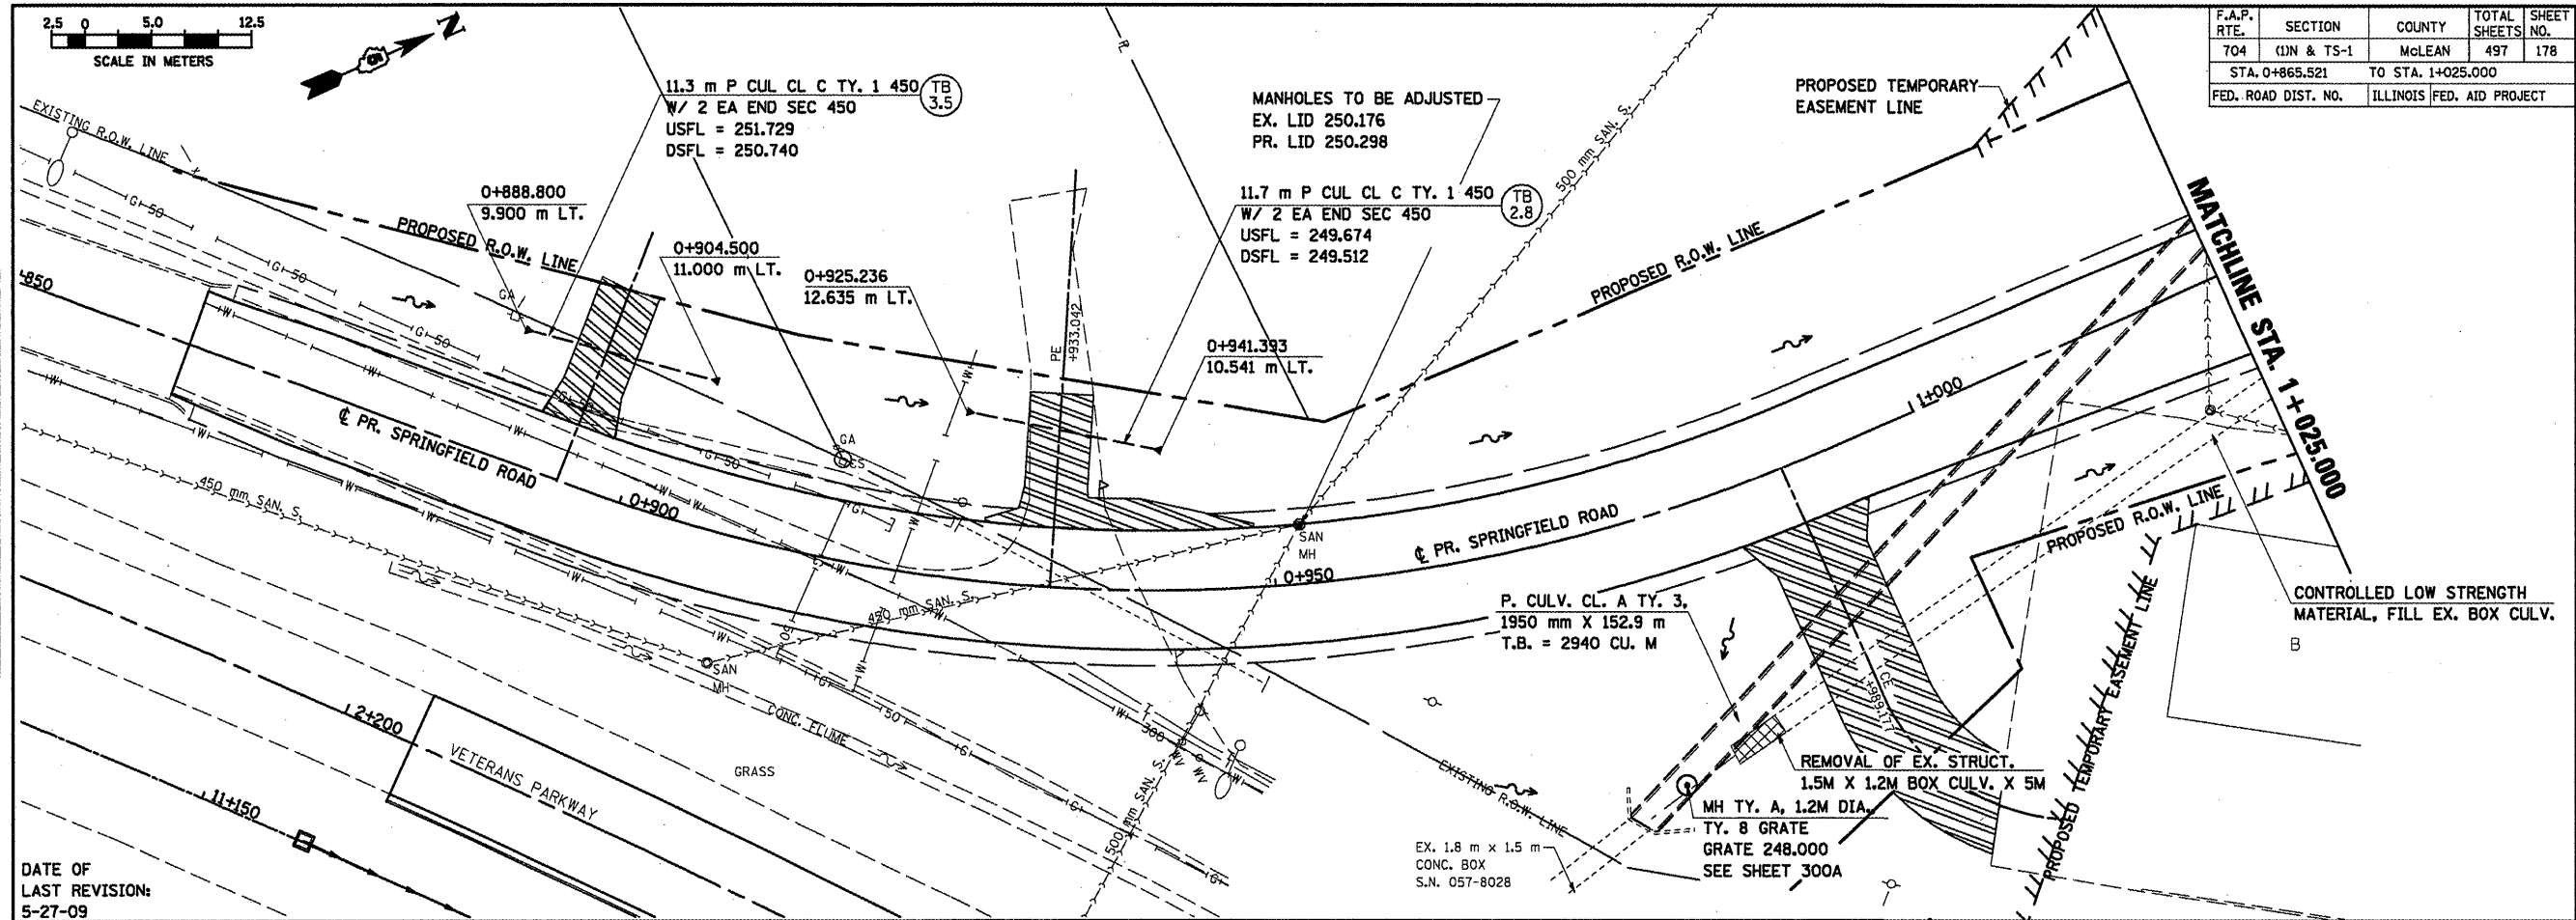 2.5 0 5.0 12.5
SCALE IN METERS
N
F.A.P. RTE. SECTION COUNTY TOTAL SHEETS SHEET NO.
704 (1)N & TS-1 McLEAN 497 178
STA. 0+865.521 TO STA. 1+025.000
FED. ROAD DIST. NO. ILLINOIS FED. AID PROJECT
11.3 m P CUL CL C TY. 1 450
W/ 2 EA END SEC 450
USFL = 251.729
DSFL = 250.740
TB
3.5
MANHOLES TO BE ADJUSTED
EX. LID 250.176
PR. LID 250.298
PROPOSED TEMPORARY
EASEMENT LINE
11.7 m P CUL CL C TY. 1 450
W/ 2 EA END SEC 450
USFL = 249.674
DSFL = 249.512
TB
2.8
500 mm SAN. S.
EXISTING R.O.W. LINE
0+888.800
9.900 m LT.
PROPOSED R.O.W. LINE
0+904.500
11.000 m LT.
0+925.236
12.635 m LT.
0+941.393
10.541 m LT.
PE
+933.042
PROPOSED R.O.W. LINE
MATCHLINE STA. 1+025.000
+850
G 50
G 50
G 50
GA
GA
G 50
℄ PR. SPRINGFIELD ROAD
0+900
450 mm SAN. S.
SAN
MH
0+950
℄ PR. SPRINGFIELD ROAD
1+000
PROPOSED R.O.W. LINE
450 mm SAN. S.
SAN
MH
P. CULV. CL. A TY. 3,
1950 mm X 152.9 m
T.B. = 2940 CU. M
CE
+989.177
CONTROLLED LOW STRENGTH
MATERIAL, FILL EX. BOX CULV.
B
PROPOSED TEMPORARY EASEMENT LINE
12+200
VETERANS PARKWAY
CONC. FLUME
GRASS
11+150
300
WV
WV
500 mm SAN. S.
EXISTING R.O.W. LINE
REMOVAL OF EX. STRUCT.
1.5M X 1.2M BOX CULV. X 5M
MH TY. A, 1.2M DIA.
TY. 8 GRATE
GRATE 248.000
SEE SHEET 300A
EX. 1.8 m x 1.5 m
CONC. BOX
S.N. 057-8028
DATE OF
LAST REVISION:
5-27-09